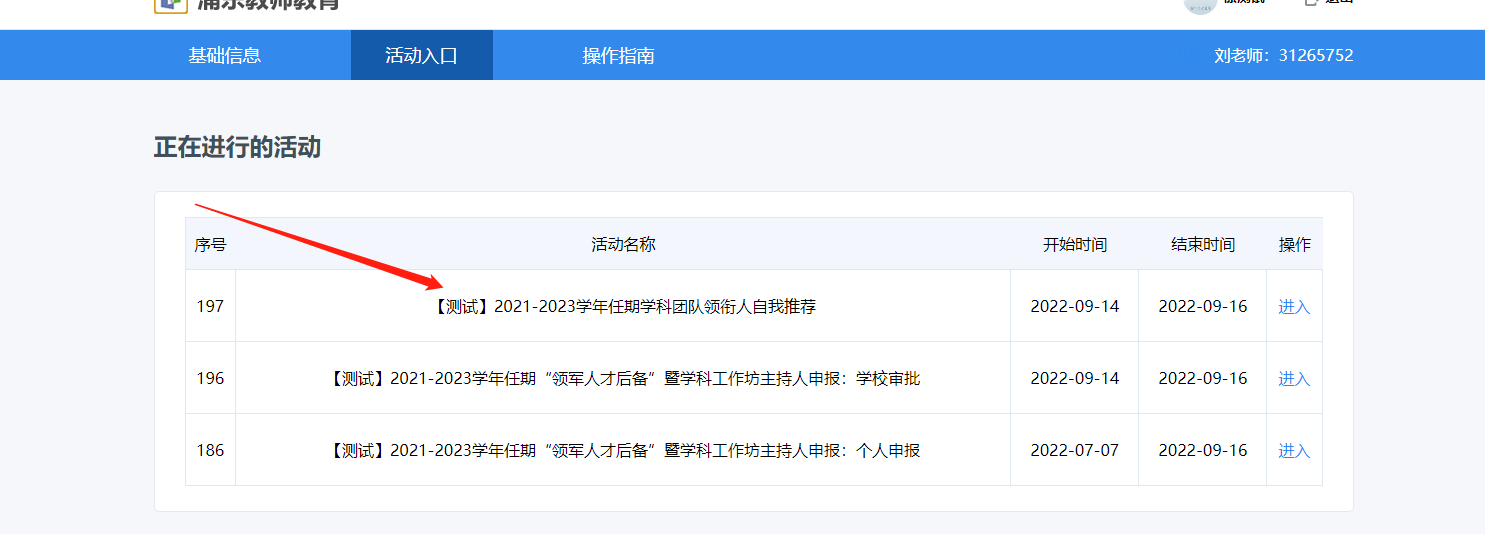 浦东教师教育
退出
基础信息 活动入口 操作指南 刘老师：31265752
正在进行的活动
序号 活动名称 开始时间 结束时间 操作
197 【测试】2021-2023学年任期学科团队领衔人自我推荐 2022-09-14 2022-09-16 进入
196 【测试】2021-2023学年任期“领军人才后备”暨学科工作坊主持人申报：学校审批 2022-09-14 2022-09-16 进入
186 【测试】2021-2023学年任期“领军人才后备”暨学科工作坊主持人申报：个人申报 2022-07-07 2022-09-16 进入